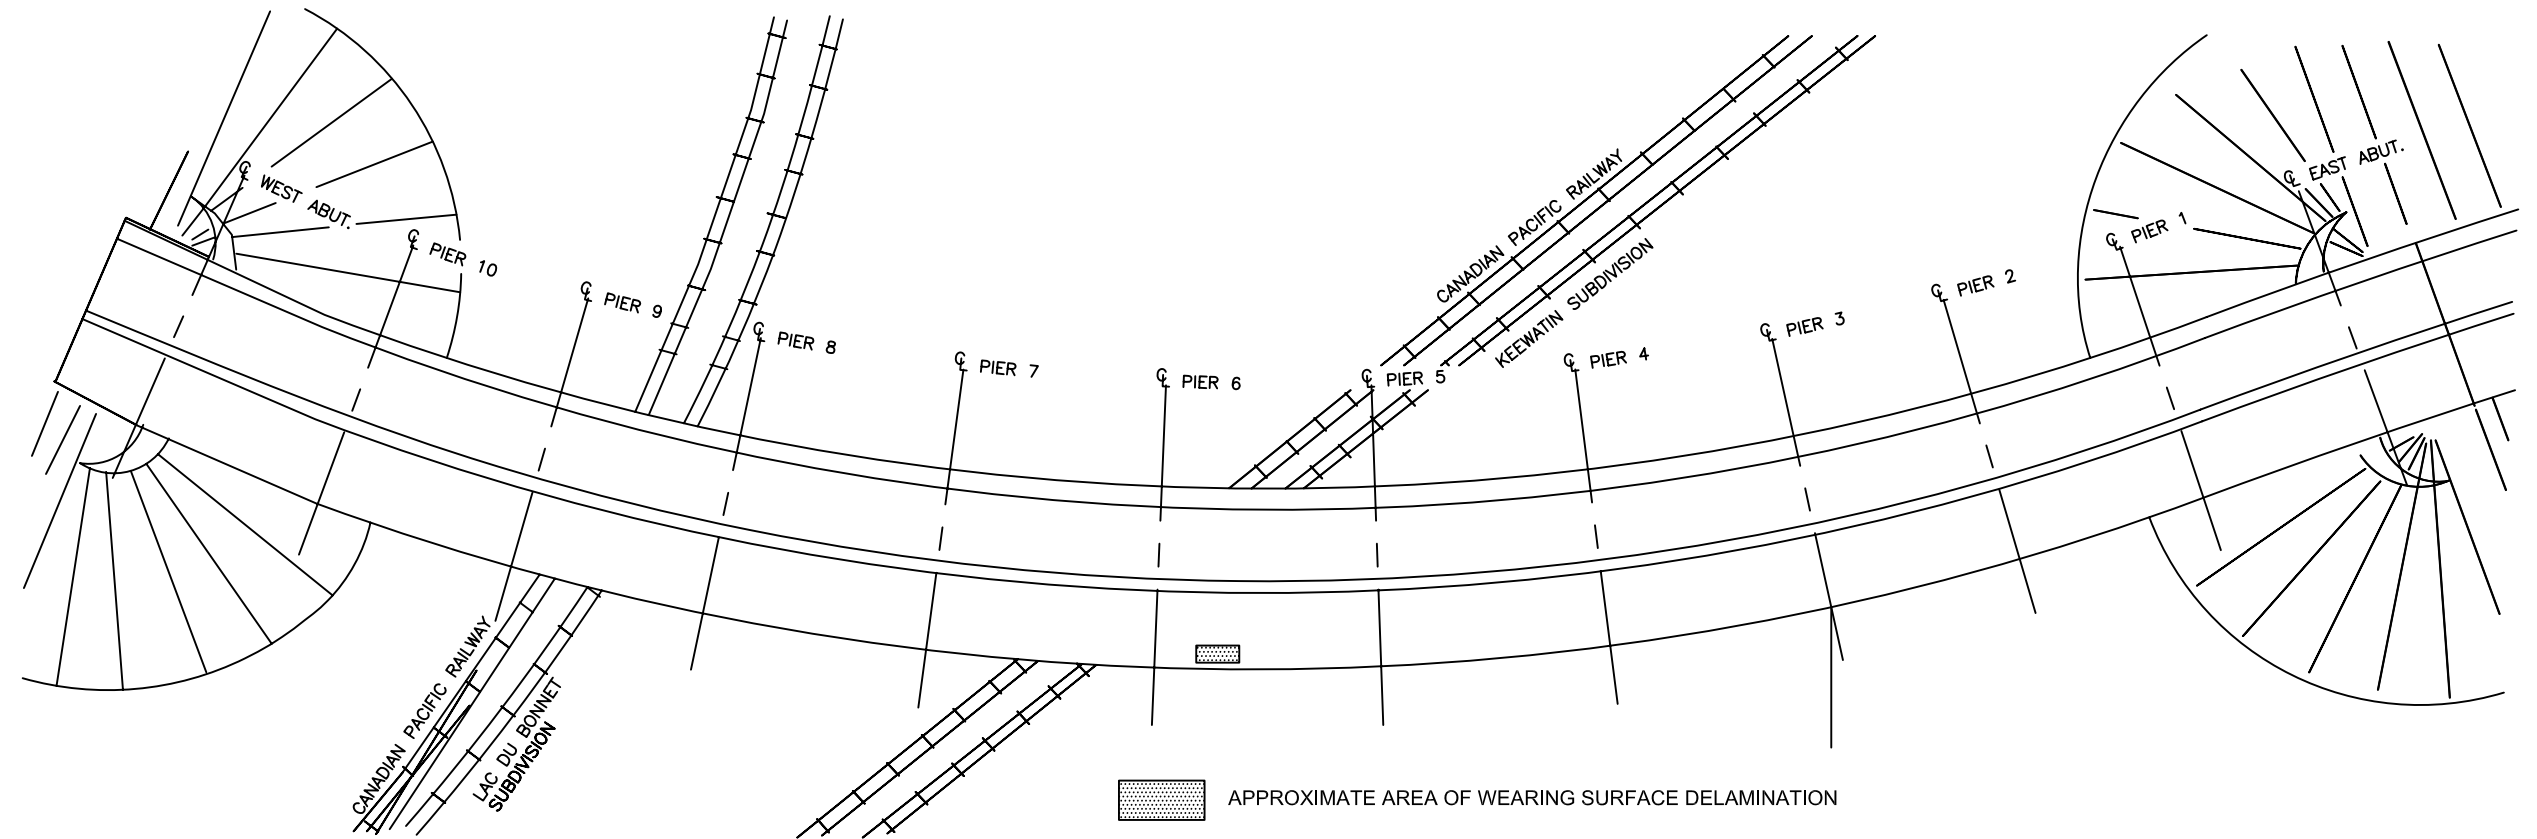 ℄ WEST ABUT.
℄ PIER 10
℄ PIER 9
℄ PIER 8
℄ PIER 7
℄ PIER 6
℄ PIER 5
℄ PIER 4
℄ PIER 3
℄ PIER 2
℄ PIER 1
℄ EAST ABUT.
CANADIAN PACIFIC RAILWAY
KEEWATIN SUBDIVISION
CANADIAN PACIFIC RAILWAY
LAC DU BONNET
SUBDIVISION
APPROXIMATE AREA OF WEARING SURFACE DELAMINATION